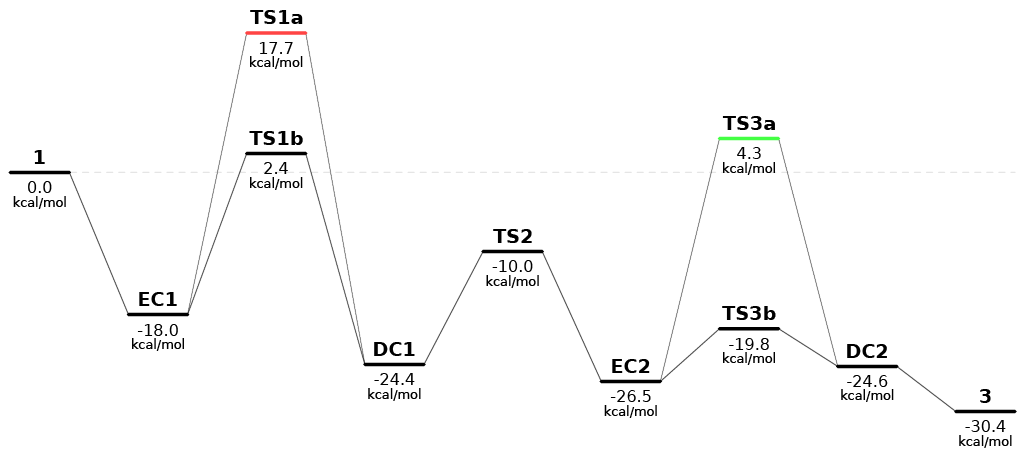 1
0.0
kcal/mol
EC1
-18.0
kcal/mol
TS1a
17.7
kcal/mol
TS1b
2.4
kcal/mol
DC1
-24.4
kcal/mol
TS2
-10.0
kcal/mol
EC2
-26.5
kcal/mol
TS3a
4.3
kcal/mol
TS3b
-19.8
kcal/mol
DC2
-24.6
kcal/mol
3
-30.4
kcal/mol